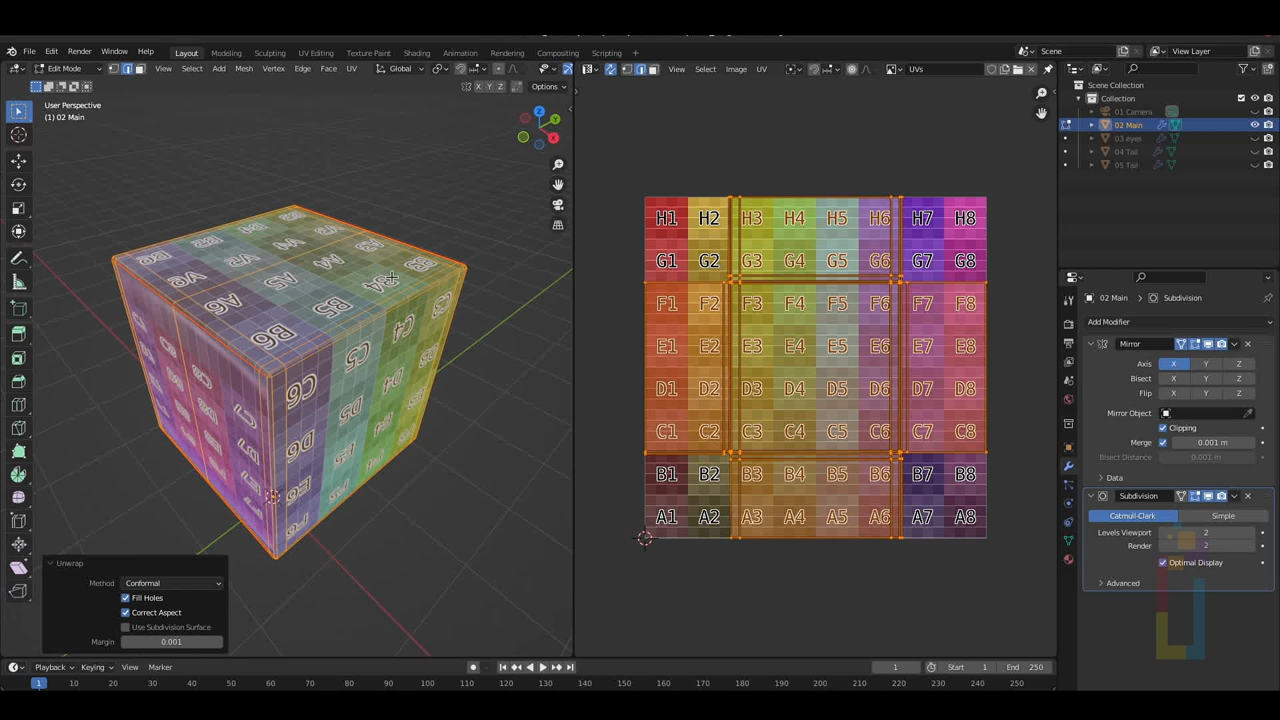 File Edit Render Window Help Layout Modeling Sculpting UV Editing Texture Paint Shading Animation Rendering Compositing Scripting + Scene View Layer
Edit Mode View Select Add Mesh Vertex Edge Face UV Global
View Select Image UV UVs
X Y Z Options
User Perspective
(1) 02 Main
Scene Collection
Collection
01 Camera
02 Main
03 eyes
04 Tail
05 Tail
H1 H2 H3 H4 H5 H6 H7 H8
G1 G2 G3 G4 G5 G6 G7 G8
F1 F2 F3 F4 F5 F6 F7 F8
E1 E2 E3 E4 E5 E6 E7 E8
D1 D2 D3 D4 D5 D6 D7 D8
C1 C2 C3 C4 C5 C6 C7 C8
B1 B2 B3 B4 B5 B6 B7 B8
A1 A2 A3 A4 A5 A6 A7 A8
02 Main Subdivision
Add Modifier
Mirror
Axis X Y Z
Bisect X Y Z
Flip X Y Z
Mirror Object
Clipping
Merge 0.001 m
Bisect Distance 0.001 m
Data
Subdivision
Catmull-Clark Simple
Levels Viewport 2
Render 2
Optimal Display
Advanced
Unwrap
Method Conformal
Fill Holes
Correct Aspect
Use Subdivision Surface
Margin 0.001
Playback Keying View Marker 1 Start 1 End 250
1 10 20 30 40 50 60 70 80 90 100 110 120 130 140 150 160 170 180 190 200 210 220 230 240 250